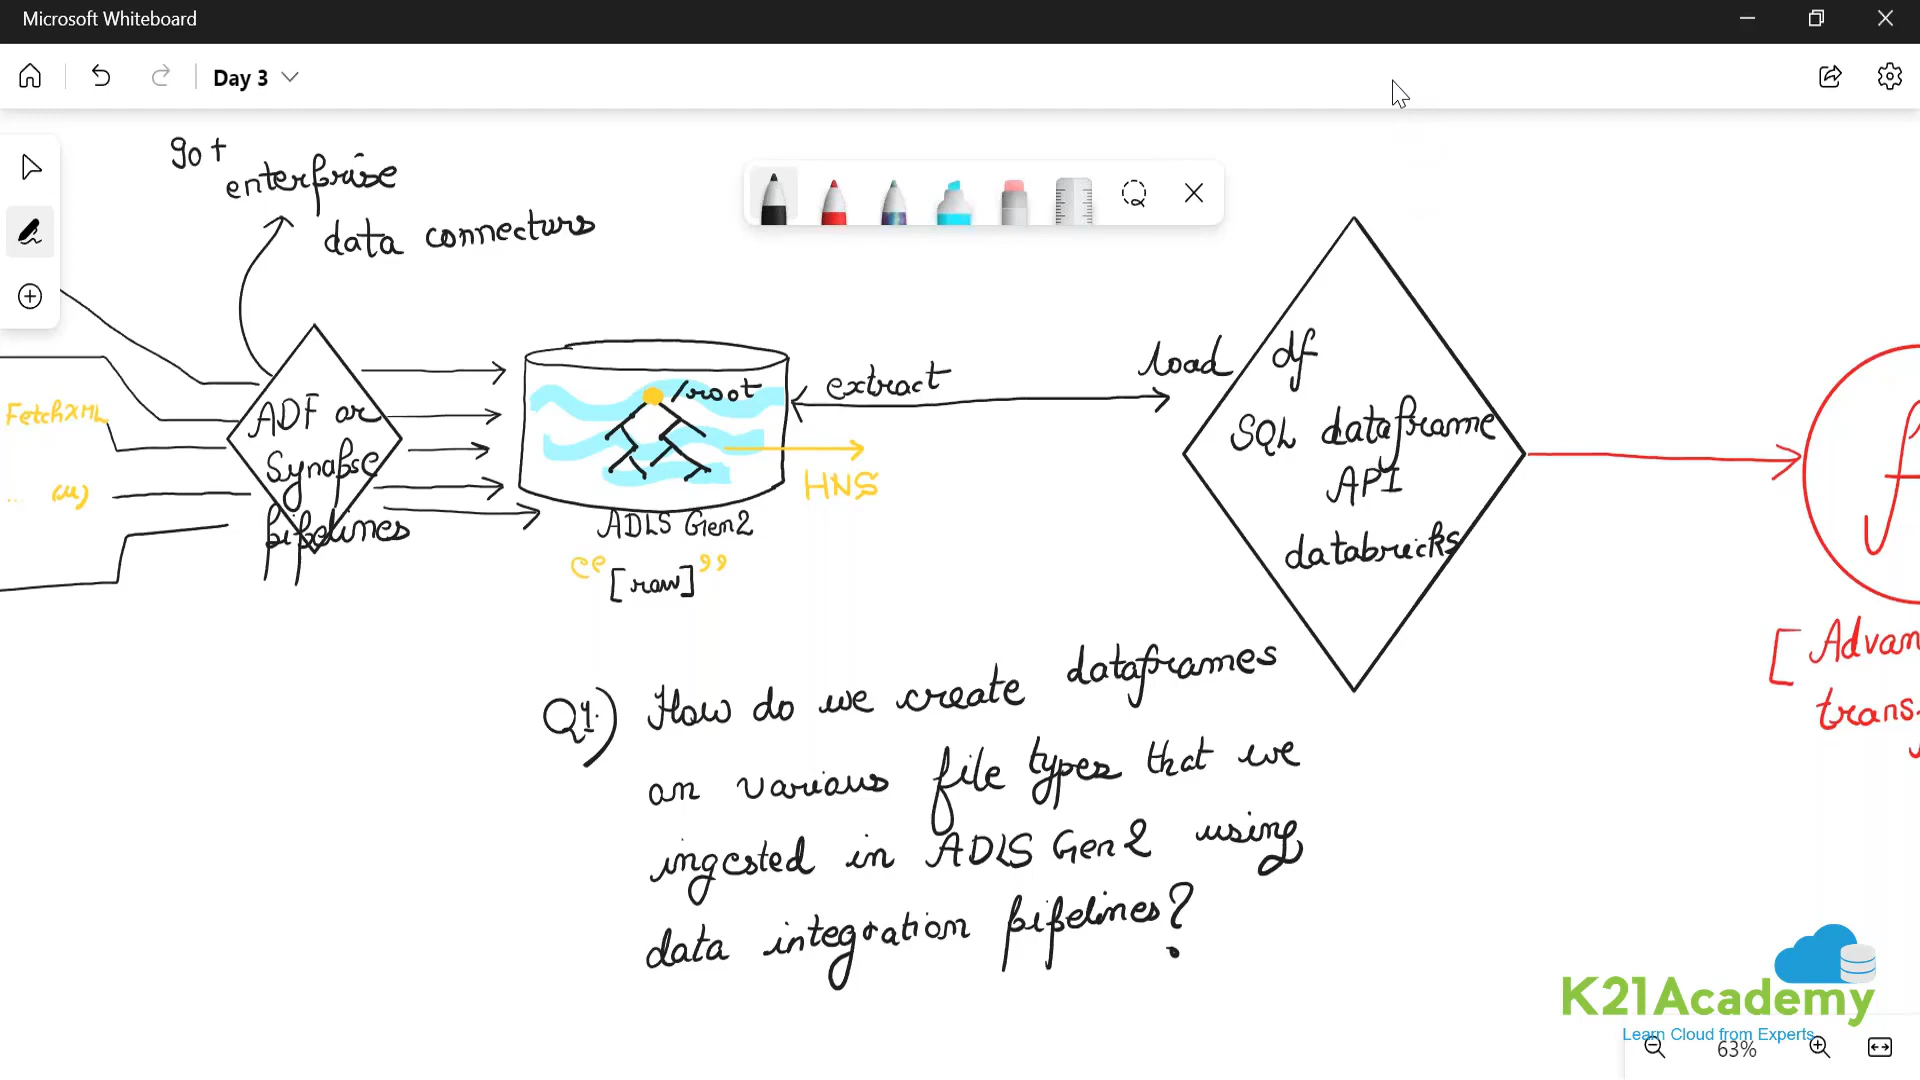 Microsoft Whiteboard
Day 3
90+
enterprise
data connectors
FetchXML
ADF or
Synapse
pipelines
/root
extract
HNS
ADLS Gen2
"[raw]"
load
df
SQL dataframe
API
databricks
f
[Advan
trans.
Q1.) How do we create dataframes
on various file types that we
ingested in ADLS Gen2 using
data integration pipelines?
K21Academy
Learn Cloud from Experts
63%